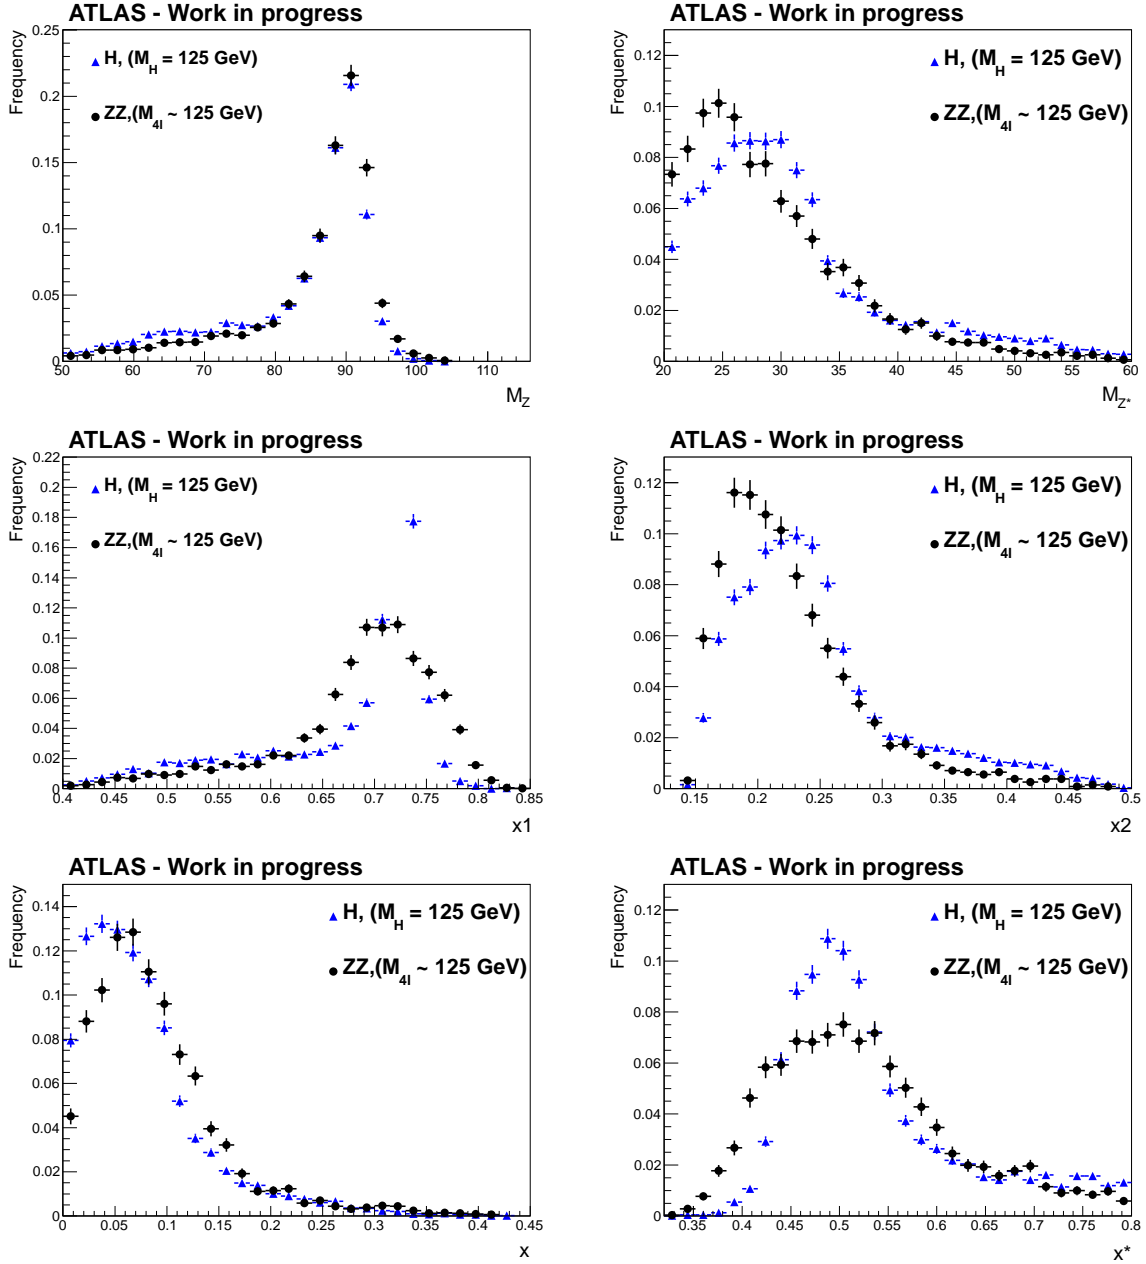 ATLAS - Work in progress
Frequency
0.25
0.2
0.15
0.1
0.05
0
H, (M_H = 125 GeV)
ZZ,(M_4l ~ 125 GeV)
50 60 70 80 90 100 110
M_Z
ATLAS - Work in progress
Frequency
0.12
0.1
0.08
0.06
0.04
0.02
0
H, (M_H = 125 GeV)
ZZ,(M_4l ~ 125 GeV)
20 25 30 35 40 45 50 55 60
M_Z*
ATLAS - Work in progress
Frequency
0.22
0.2
0.18
0.16
0.14
0.12
0.1
0.08
0.06
0.04
0.02
0
H, (M_H = 125 GeV)
ZZ,(M_4l ~ 125 GeV)
0.4 0.45 0.5 0.55 0.6 0.65 0.7 0.75 0.8 0.85
x1
ATLAS - Work in progress
Frequency
0.12
0.1
0.08
0.06
0.04
0.02
0
H, (M_H = 125 GeV)
ZZ,(M_4l ~ 125 GeV)
0.15 0.2 0.25 0.3 0.35 0.4 0.45 0.5
x2
ATLAS - Work in progress
Frequency
0.14
0.12
0.1
0.08
0.06
0.04
0.02
0
H, (M_H = 125 GeV)
ZZ,(M_4l ~ 125 GeV)
0 0.05 0.1 0.15 0.2 0.25 0.3 0.35 0.4 0.45
x
ATLAS - Work in progress
Frequency
0.12
0.1
0.08
0.06
0.04
0.02
0
H, (M_H = 125 GeV)
ZZ,(M_4l ~ 125 GeV)
0.35 0.4 0.45 0.5 0.55 0.6 0.65 0.7 0.75 0.8
x*